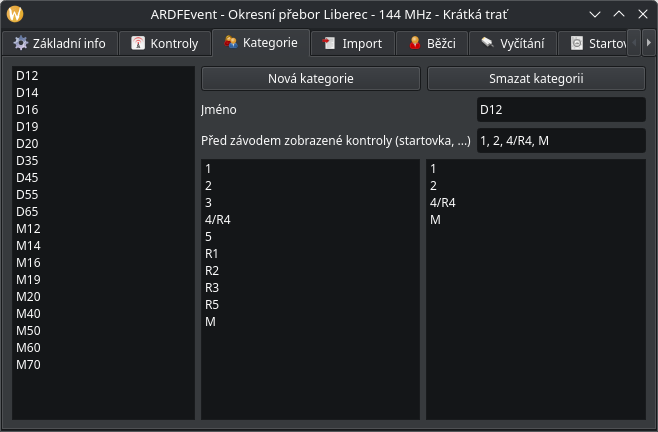 ARDFEvent - Okresní přebor Liberec - 144 MHz - Krátká trať
Základní info Kontroly Kategorie Import Běžci Vyčítání Startov
D12
D14
D16
D19
D20
D35
D45
D55
D65
M12
M14
M16
M19
M20
M40
M50
M60
M70
Nová kategorie Smazat kategorii
Jméno D12
Před závodem zobrazené kontroly (startovka, ...) 1, 2, 4/R4, M
1
2
3
4/R4
5
R1
R2
R3
R5
M
1
2
4/R4
M